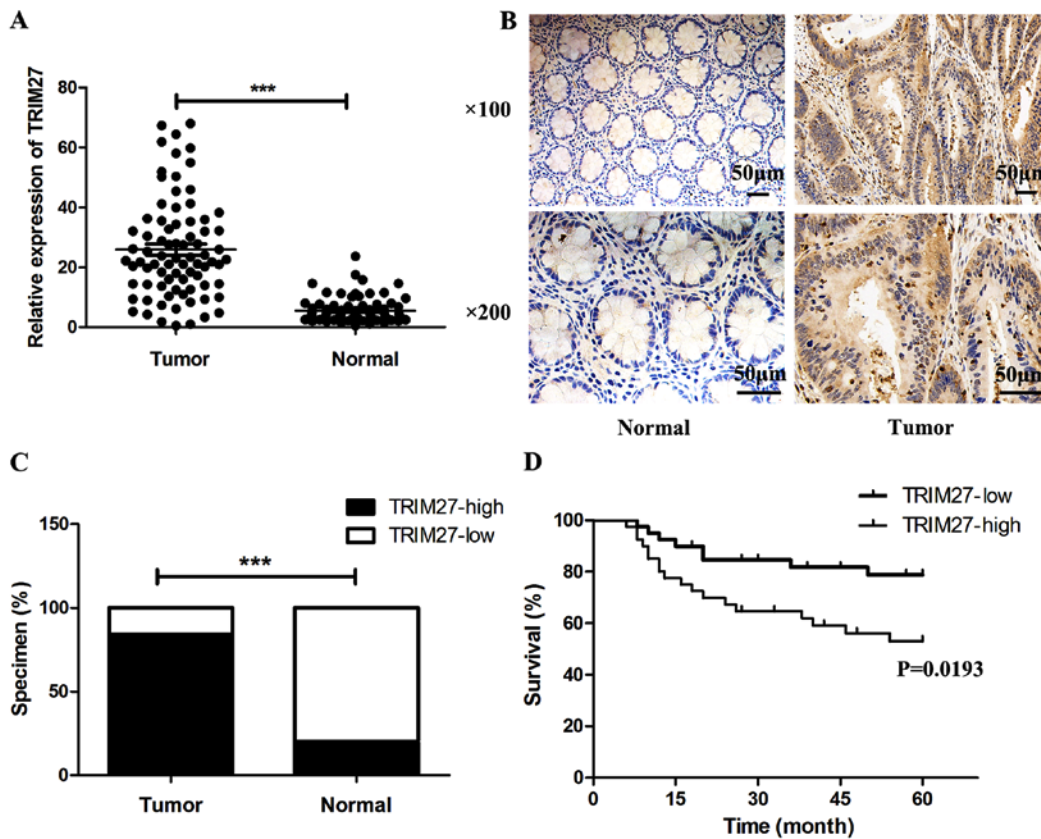 A
Relative expression of TRIM27
80
60
40
20
0
***
Tumor
Normal
B
×100
50μm
50μm
×200
50μm
50μm
Normal
Tumor
C
TRIM27-high
TRIM27-low
Specimen (%)
150
100
50
0
***
Tumor
Normal
D
TRIM27-low
TRIM27-high
Survival (%)
100
80
60
40
20
0
P=0.0193
0 15 30 45 60
Time (month)